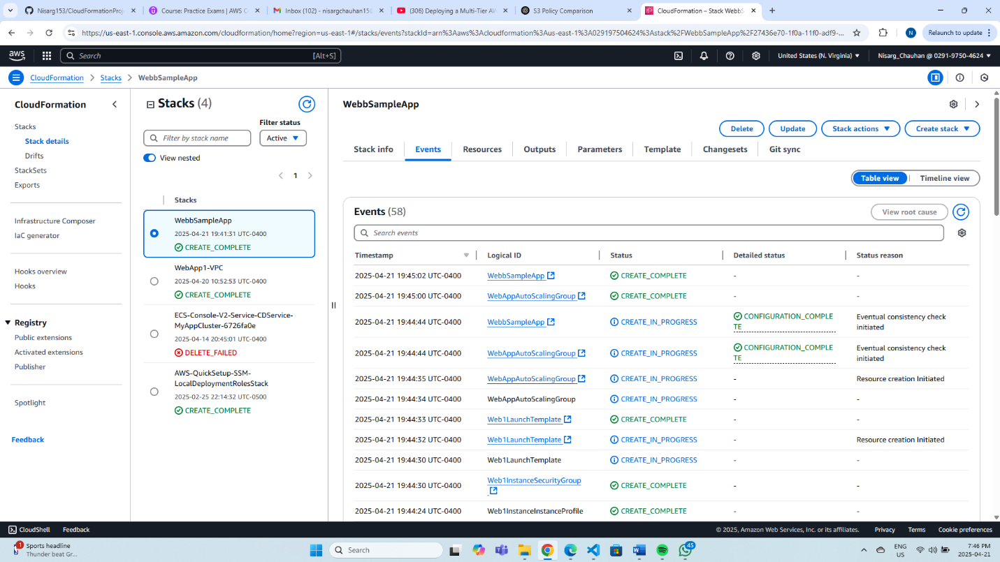 Nisarg153/CloudFormationProj
Course: Practice Exams | AWS C
Inbox (102) - nisargchauhan15
(306) Deploying a Multi-Tier AW
S3 Policy Comparison
CloudFormation – Stack WebbS
https://us-east-1.console.aws.amazon.com/cloudformation/home?region=us-east-1#/stacks/events?stackId=arn%3Aaws%3Acloudformation%3Aus-east-1%3A029197504624%3Astack%2FWebbSampleApp%2F27436e70-1f0a-11f0-adf9-...
N
Relaunch to update
aws
Search
[Alt+S]
United States (N. Virginia)
Nisarg_Chauhan @ 0291-9750-4624
CloudFormation
Stacks
WebbSampleApp
CloudFormation
Stacks
Stack details
Drifts
StackSets
Exports
Infrastructure Composer
IaC generator
Hooks overview
Hooks
Registry
Public extensions
Activated extensions
Publisher
Spotlight
Feedback
Stacks (4)
Filter status
Filter by stack name
Active
View nested
1
Stacks
WebbSampleApp
2025-04-21 19:41:31 UTC-0400
CREATE_COMPLETE
WebApp1-VPC
2025-04-20 10:52:53 UTC-0400
CREATE_COMPLETE
ECS-Console-V2-Service-CDService-
MyAppCluster-6726fa0e
2025-04-14 20:45:01 UTC-0400
DELETE_FAILED
AWS-QuickSetup-SSM-
LocalDeploymentRolesStack
2025-02-25 22:14:32 UTC-0500
CREATE_COMPLETE
WebbSampleApp
Delete
Update
Stack actions
Create stack
Stack info
Events
Resources
Outputs
Parameters
Template
Changesets
Git sync
Table view
Timeline view
Events (58)
View root cause
Search events
Timestamp Logical ID Status Detailed status Status reason
2025-04-21 19:45:02 UTC-0400 WebbSampleApp CREATE_COMPLETE - -
2025-04-21 19:45:00 UTC-0400 WebAppAutoScalingGroup CREATE_COMPLETE - -
2025-04-21 19:44:44 UTC-0400 WebbSampleApp CREATE_IN_PROGRESS CONFIGURATION_COMPLE Eventual consistency check
TE initiated
2025-04-21 19:44:44 UTC-0400 WebAppAutoScalingGroup CREATE_IN_PROGRESS CONFIGURATION_COMPLE Eventual consistency check
TE initiated
2025-04-21 19:44:35 UTC-0400 WebAppAutoScalingGroup CREATE_IN_PROGRESS - Resource creation Initiated
2025-04-21 19:44:34 UTC-0400 WebAppAutoScalingGroup CREATE_IN_PROGRESS - -
2025-04-21 19:44:33 UTC-0400 Web1LaunchTemplate CREATE_COMPLETE - -
2025-04-21 19:44:32 UTC-0400 Web1LaunchTemplate CREATE_IN_PROGRESS - Resource creation Initiated
2025-04-21 19:44:30 UTC-0400 Web1LaunchTemplate CREATE_IN_PROGRESS - -
2025-04-21 19:44:30 UTC-0400 Web1InstanceSecurityGroup CREATE_COMPLETE - -
2025-04-21 19:44:24 UTC-0400 Web1InstanceInstanceProfile CREATE_COMPLETE - -
CloudShell
Feedback
© 2025, Amazon Web Services, Inc. or its affiliates.
Privacy
Terms
Cookie preferences
1
Sports headline
Thunder beat Gr...
Search
45
ENG
US
7:46 PM
2025-04-21